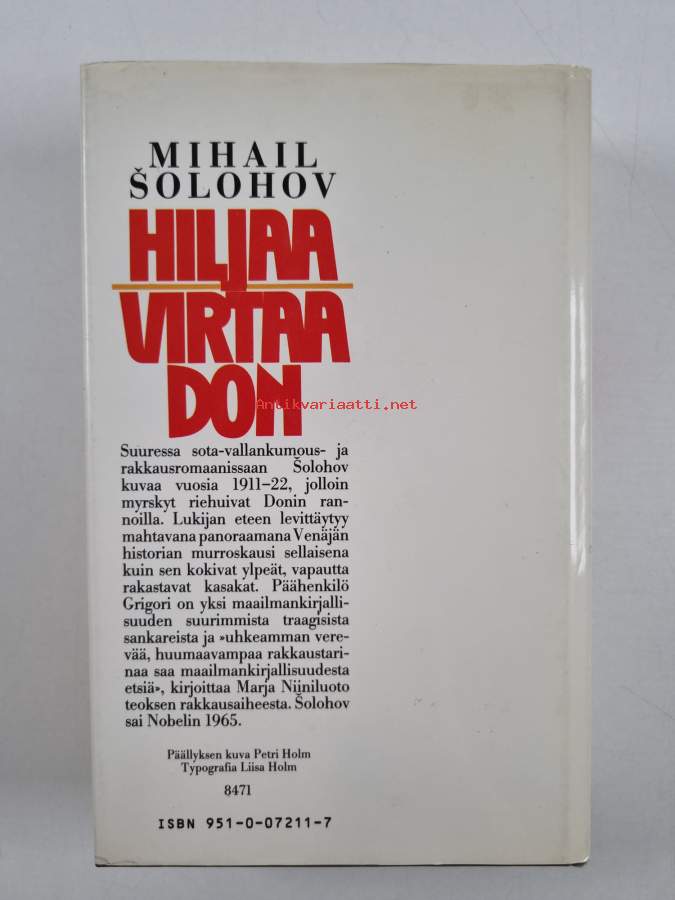 MIHAIL
ŠOLOHOV
HILJAA
VIRTAA
DON
Antikvariaatti.net
Suuressa sota-vallankumous- ja
rakkausromaanissaan Šolohov
kuvaa vuosia 1911–22, jolloin
myrskyt riehuivat Donin ran-
noilla. Lukijan eteen levittäytyy
mahtavana panoraamana Venäjän
historian murroskausi sellaisena
kuin sen kokivat ylpeät, vapautta
rakastavat kasakat. Päähenkilö
Grigori on yksi maailmankirjalli-
suuden suurimmista traagisista
sankareista ja »uhkeamman vere-
vää, huumaavampaa rakkaustari-
naa saa maailmankirjallisuudesta
etsiä», kirjoittaa Marja Niiniluoto
teoksen rakkausaiheesta. Šolohov
sai Nobelin 1965.
Päällyksen kuva Petri Holm
Typografia Liisa Holm
8471
ISBN 951-0-07211-7